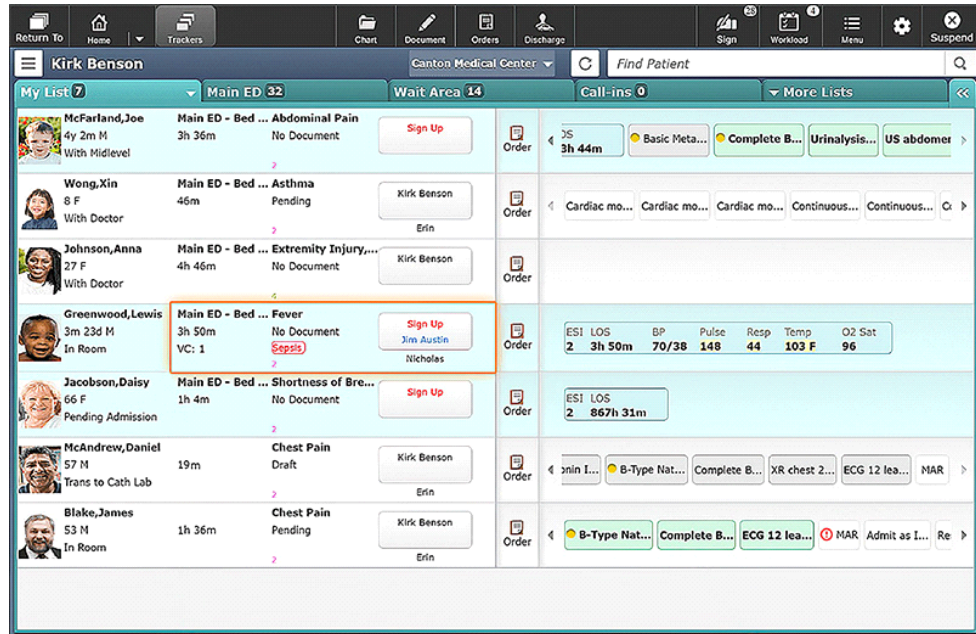 28
4
Return To
Home
Trackers
Chart
Document
Orders
Discharge
Sign
Workload
Menu
Suspend
Kirk Benson
Canton Medical Center
Find Patient
My List 7
Main ED 32
Wait Area 14
Call-ins 0
More Lists
McFarland,Joe
4y 2m M
With Midlevel
Main ED - Bed ... Abdominal Pain
3h 36m No Document
2
Sign Up
Order
3h 44m
Basic Meta...
Complete B...
Urinalysis...
US abdomer
Wong,Xin
8 F
With Doctor
Main ED - Bed ... Asthma
46m Pending
2
Kirk Benson
Erin
Order
Cardiac mo...
Cardiac mo...
Cardiac mo...
Continuous...
Continuous...
Johnson,Anna
27 F
With Doctor
Main ED - Bed ... Extremity Injury,...
4h 46m No Document
Kirk Benson
Order
Greenwood,Lewis
3m 23d M
In Room
Main ED - Bed ... Fever
3h 50m No Document
VC: 1 Sepsis
2
Sign Up
Jim Austin
Nicholas
Order
ESI LOS BP Pulse Resp Temp O2 Sat
2 3h 50m 70/38 148 44 103 F 96
Jacobson,Daisy
66 F
Pending Admission
Main ED - Bed ... Shortness of Bre...
1h 4m No Document
2
Sign Up
Order
ESI LOS
2 867h 31m
McAndrew,Daniel
57 M
Trans to Cath Lab
Chest Pain
19m Draft
2
Kirk Benson
Erin
Order
onin I...
B-Type Nat...
Complete B...
XR chest 2...
ECG 12 lea...
MAR
Blake,James
53 M
In Room
Chest Pain
1h 36m Pending
2
Kirk Benson
Erin
Order
B-Type Nat...
Complete B...
ECG 12 lea...
MAR
Admit as I...
Re